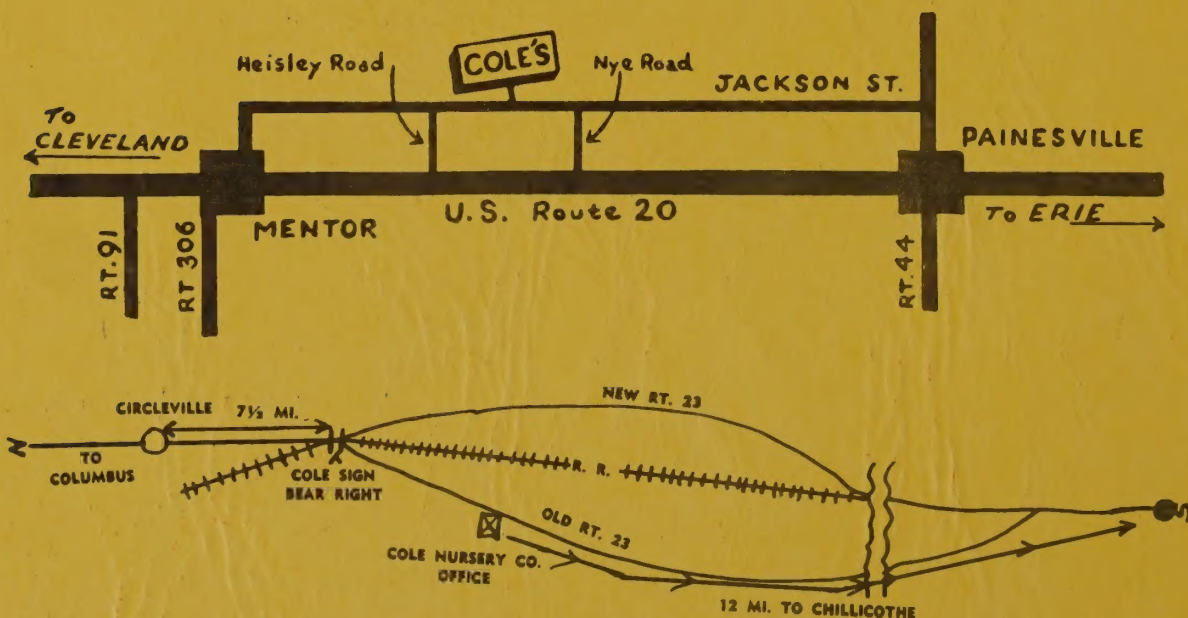 Heisley Road
COLE'S
Nye Road
JACKSON ST.
TO
CLEVELAND
PAINESVILLE
MENTOR
U.S. Route 20
TO ERIE
RT.91
RT 306
RT.44
CIRCLEVILLE
7½ MI.
NEW RT. 23
N
TO
COLUMBUS
COLE SIGN
BEAR RIGHT
R. R.
OLD RT. 23
S
COLE NURSERY CO.
OFFICE
12 MI. TO CHILLICOTHE